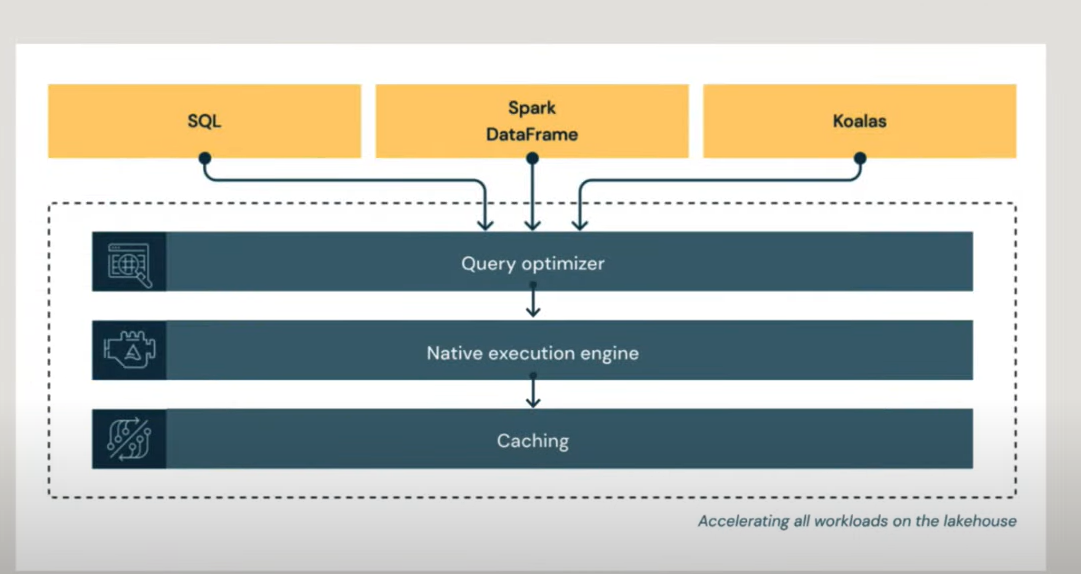 SQL
Spark
DataFrame
Koalas
Query optimizer
Native execution engine
Caching
Accelerating all workloads on the lakehouse